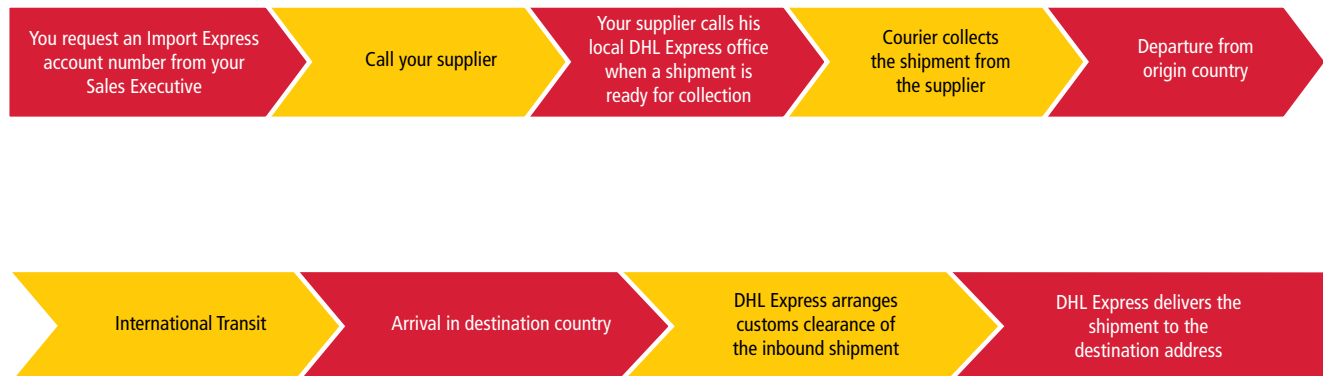 You request an Import Express
account number from your
Sales Executive
Call your supplier
Your supplier calls his
local DHL Express office
when a shipment is
ready for collection
Courier collects
the shipment from
the supplier
Departure from
origin country
International Transit
Arrival in destination country
DHL Express arranges
customs clearance of
the inbound shipment
DHL Express delivers the
shipment to the
destination address